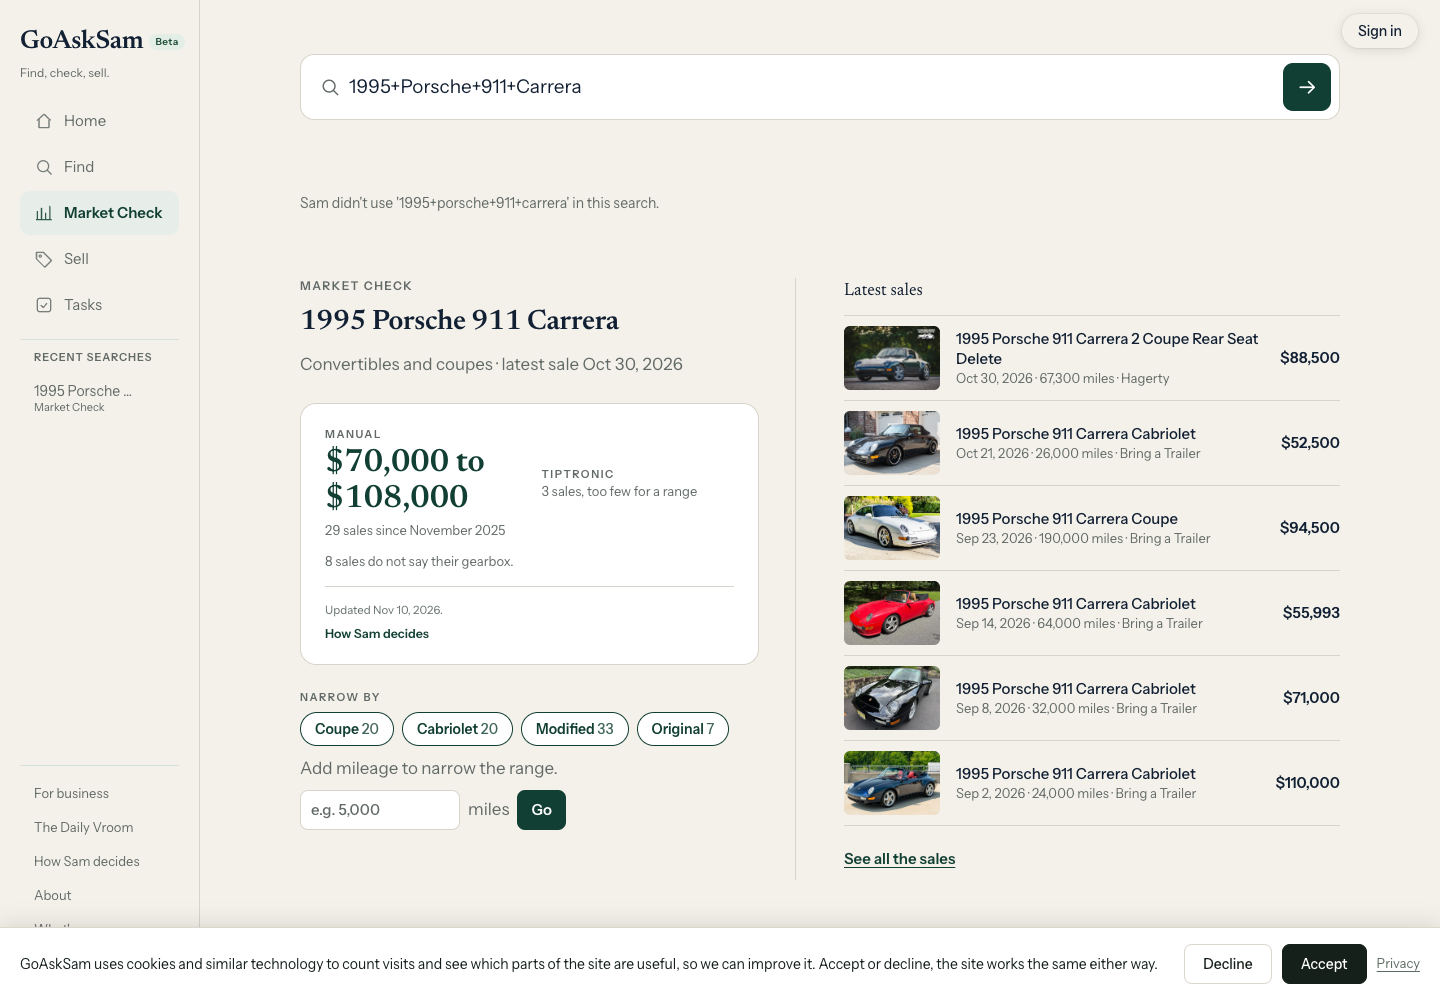 GoAskSam Beta
Find, check, sell.
Home
Find
Market Check
Sell
Tasks
RECENT SEARCHES
1995 Porsche ...
Market Check
For business
The Daily Vroom
How Sam decides
About
Sign in
1995+Porsche+911+Carrera
Sam didn't use '1995+porsche+911+carrera' in this search.
MARKET CHECK
1995 Porsche 911 Carrera
Convertibles and coupes · latest sale Oct 30, 2026
MANUAL
$70,000 to
$108,000
29 sales since November 2025
TIPTRONIC
3 sales, too few for a range
8 sales do not say their gearbox.
Updated Nov 10, 2026.
How Sam decides
NARROW BY
Coupe 20
Cabriolet 20
Modified 33
Original 7
Add mileage to narrow the range.
e.g. 5,000 miles Go
Latest sales
1995 Porsche 911 Carrera 2 Coupe Rear Seat
Delete
Oct 30, 2026 · 67,300 miles · Hagerty
$88,500
1995 Porsche 911 Carrera Cabriolet
Oct 21, 2026 · 26,000 miles · Bring a Trailer
$52,500
1995 Porsche 911 Carrera Coupe
Sep 23, 2026 · 190,000 miles · Bring a Trailer
$94,500
1995 Porsche 911 Carrera Cabriolet
Sep 14, 2026 · 64,000 miles · Bring a Trailer
$55,993
1995 Porsche 911 Carrera Cabriolet
Sep 8, 2026 · 32,000 miles · Bring a Trailer
$71,000
1995 Porsche 911 Carrera Cabriolet
Sep 2, 2026 · 24,000 miles · Bring a Trailer
$110,000
See all the sales
GoAskSam uses cookies and similar technology to count visits and see which parts of the site are useful, so we can improve it. Accept or decline, the site works the same either way.
Decline
Accept
Privacy